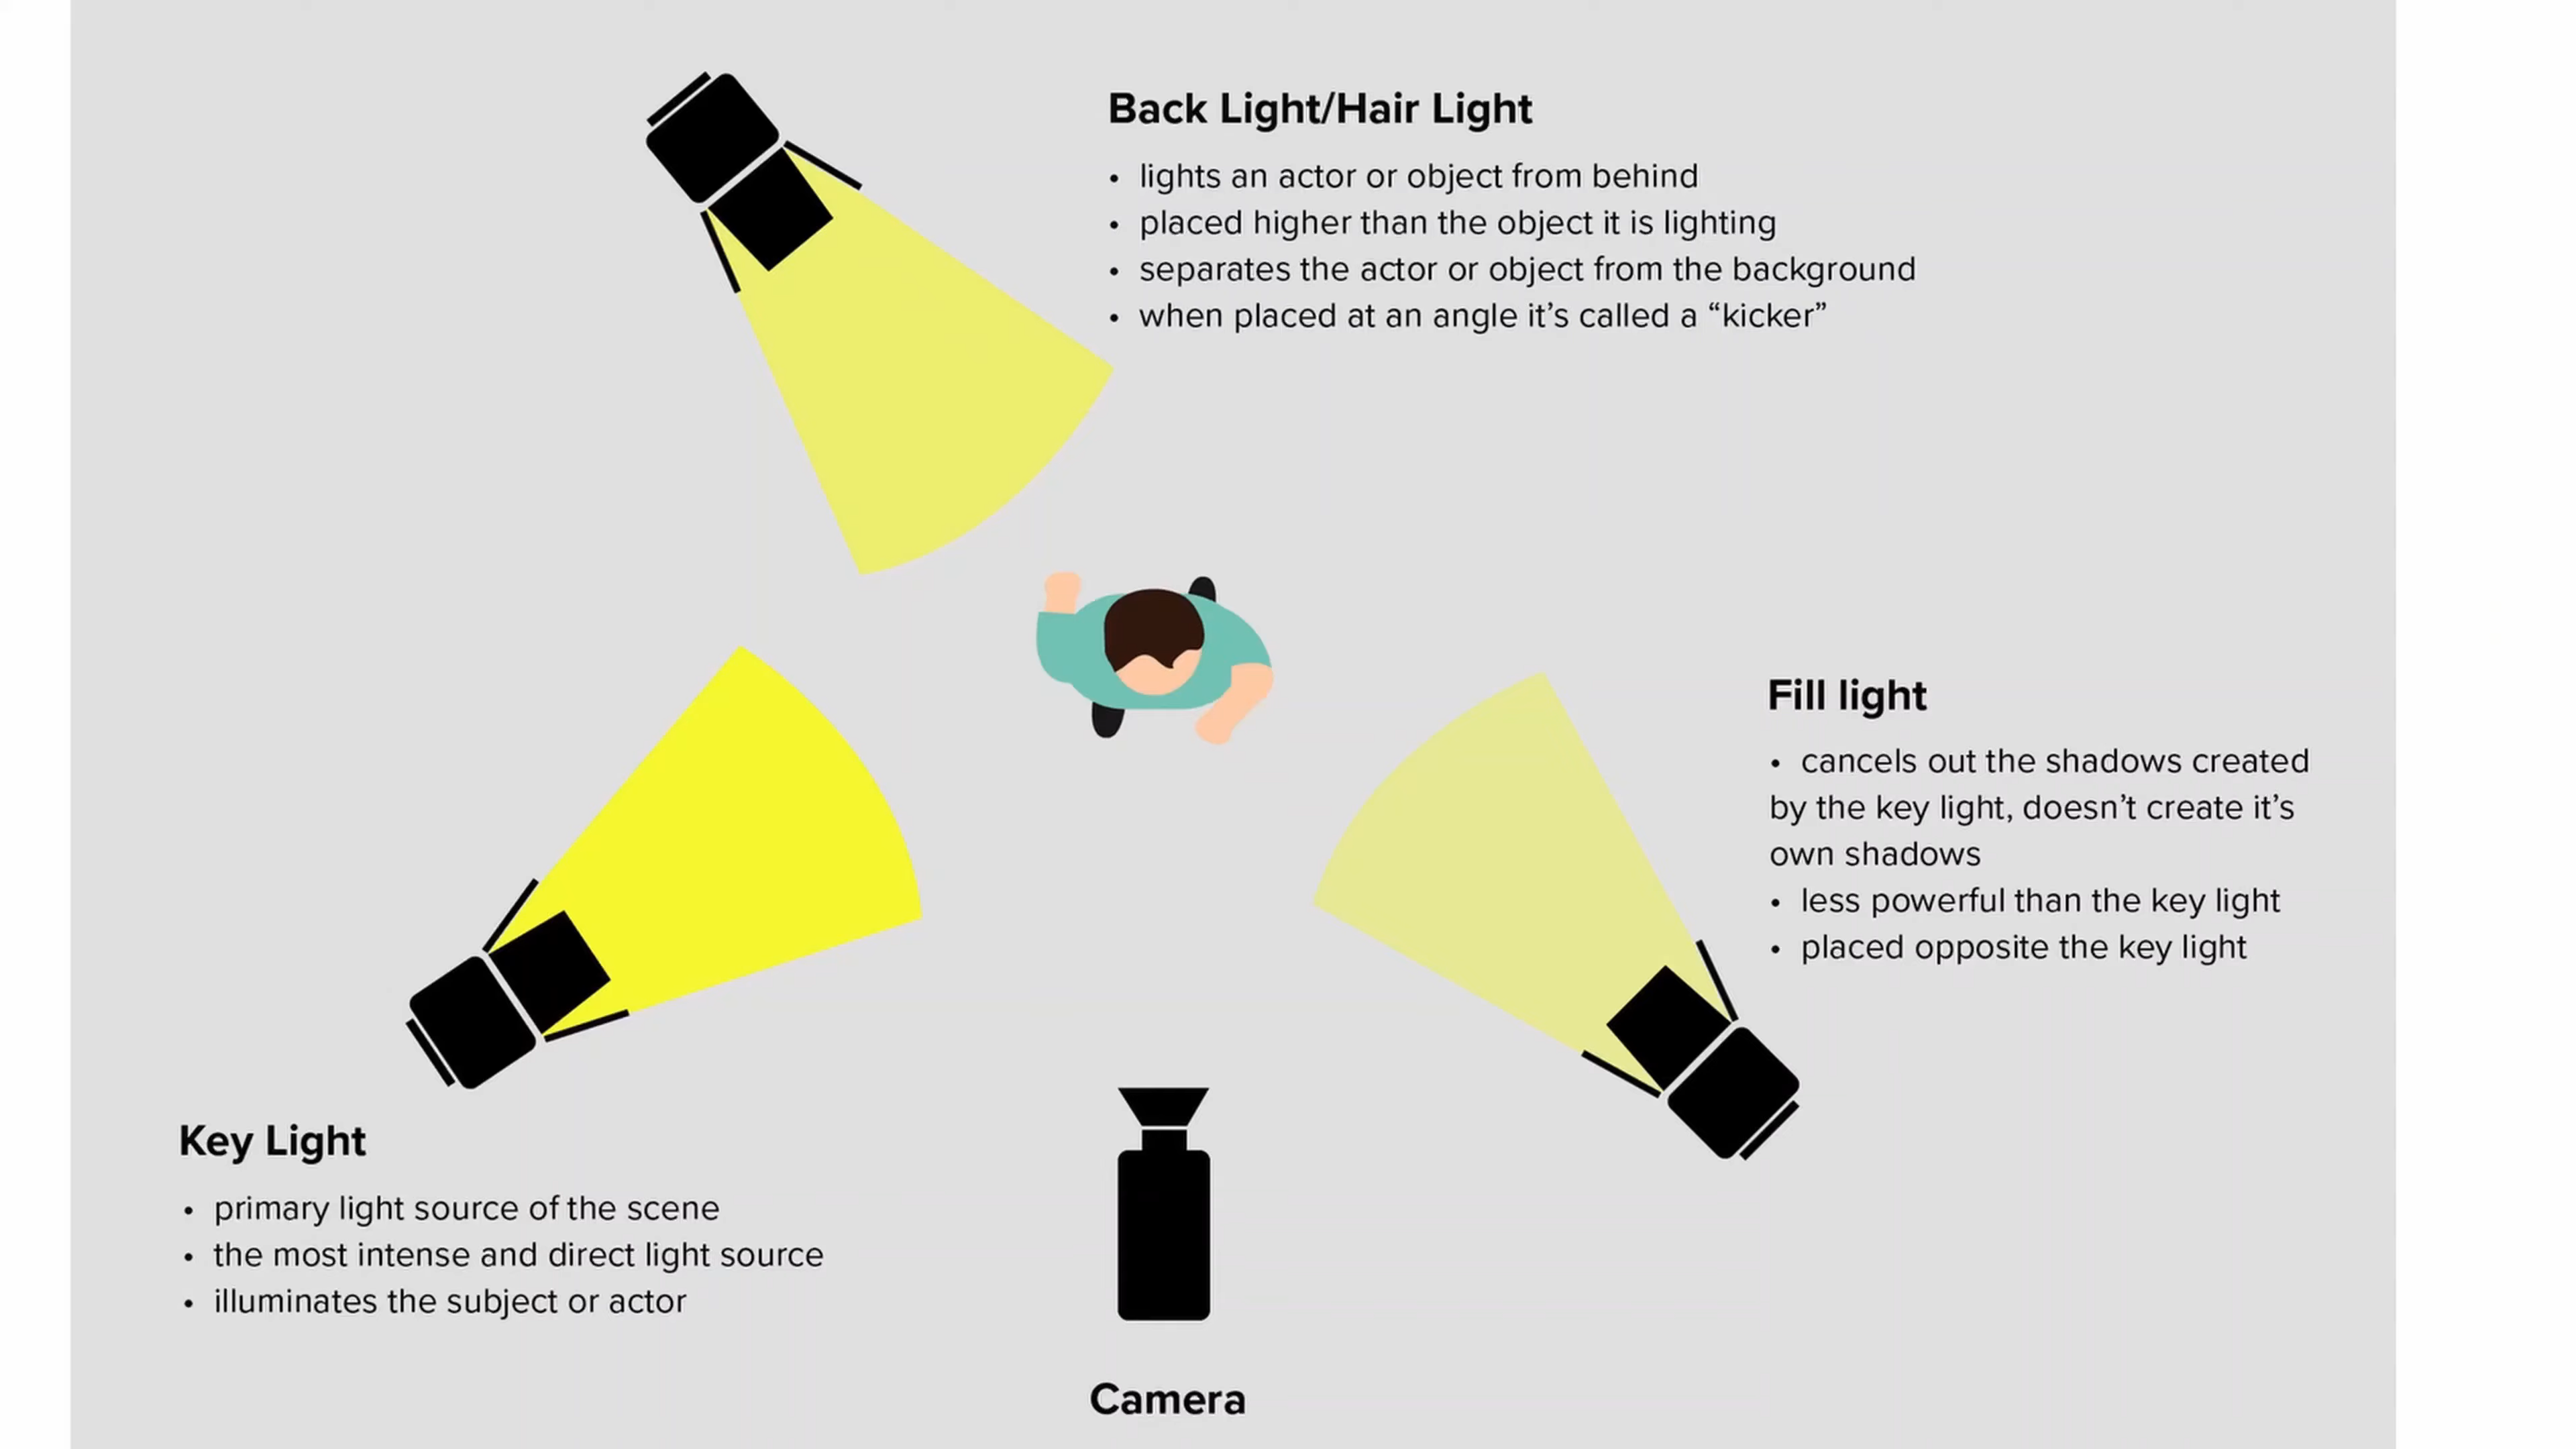 Back Light/Hair Light
• lights an actor or object from behind
• placed higher than the object it is lighting
• separates the actor or object from the background
• when placed at an angle it’s called a “kicker”
Fill light
• cancels out the shadows created
by the key light, doesn’t create it’s
own shadows
• less powerful than the key light
• placed opposite the key light
Key Light
• primary light source of the scene
• the most intense and direct light source
• illuminates the subject or actor
Camera